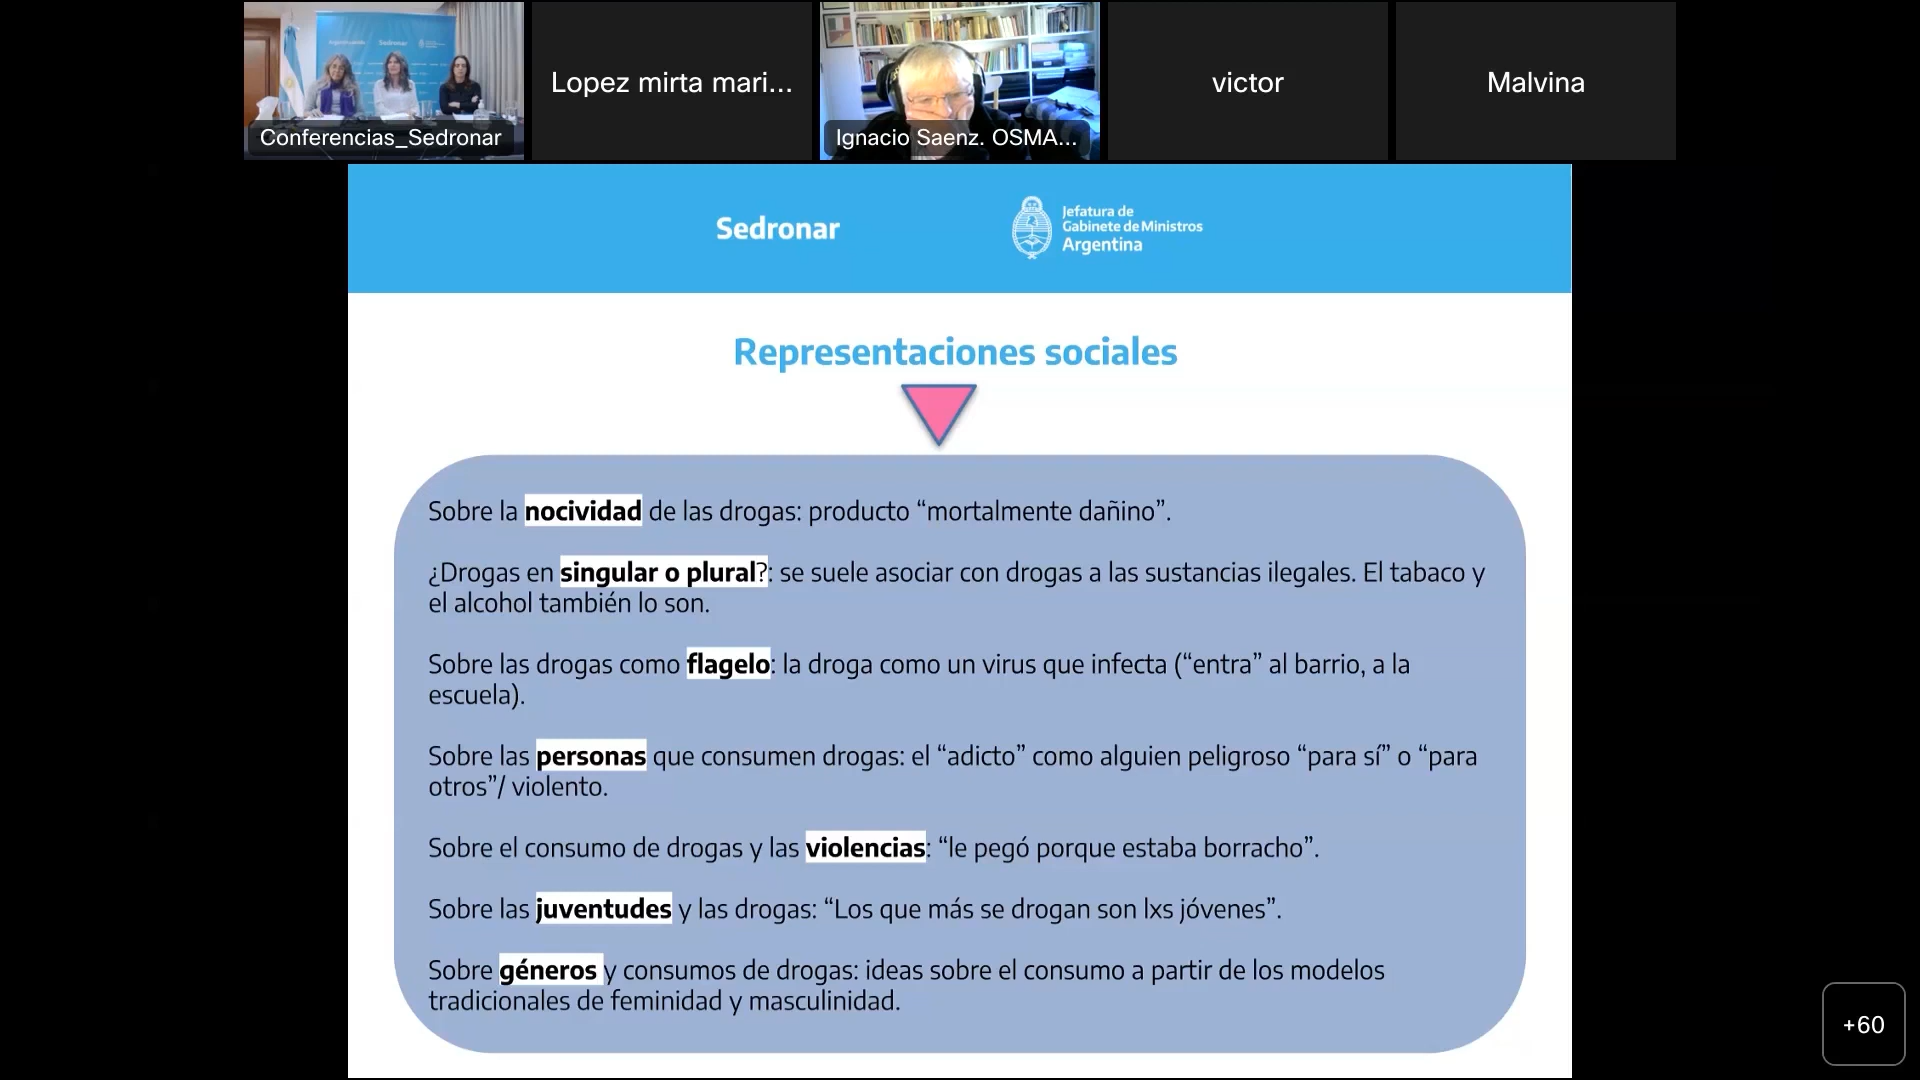 Conferencias_Sedronar
Lopez mirta mari...
Ignacio Saenz. OSMA...
victor
Malvina
Sedronar
Jefatura de
Gabinete de Ministros
Argentina
Representaciones sociales
Sobre la nocividad de las drogas: producto “mortalmente dañino”.
¿Drogas en singular o plural?: se suele asociar con drogas a las sustancias ilegales. El tabaco y
el alcohol también lo son.
Sobre las drogas como flagelo: la droga como un virus que infecta (“entra” al barrio, a la
escuela).
Sobre las personas que consumen drogas: el “adicto” como alguien peligroso “para sí” o “para
otros”/ violento.
Sobre el consumo de drogas y las violencias: “le pegó porque estaba borracho”.
Sobre las juventudes y las drogas: “Los que más se drogan son lxs jóvenes”.
Sobre géneros y consumos de drogas: ideas sobre el consumo a partir de los modelos
tradicionales de feminidad y masculinidad.
+60